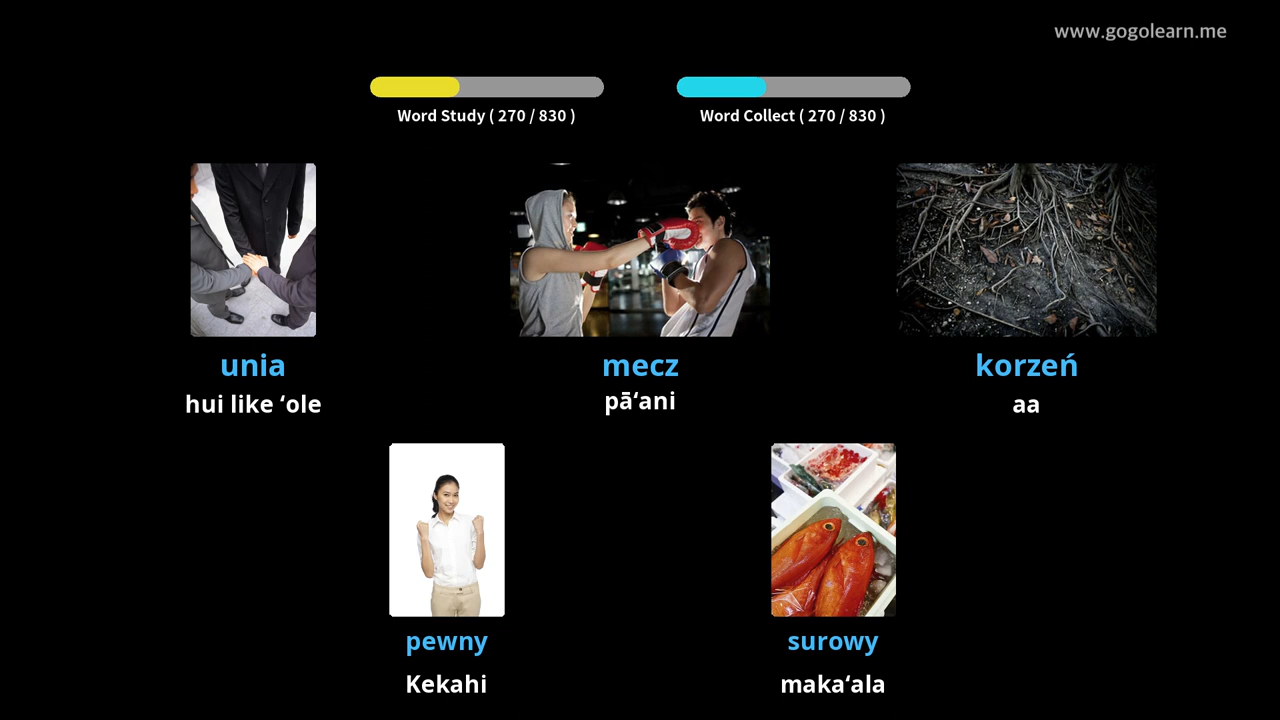 www.gogolearn.me
Word Study ( 270 / 830 )
Word Collect ( 270 / 830 )
unia
mecz
korzeń
hui like ʻole
pāʻani
aa
pewny
surowy
Kekahi
makaʻala